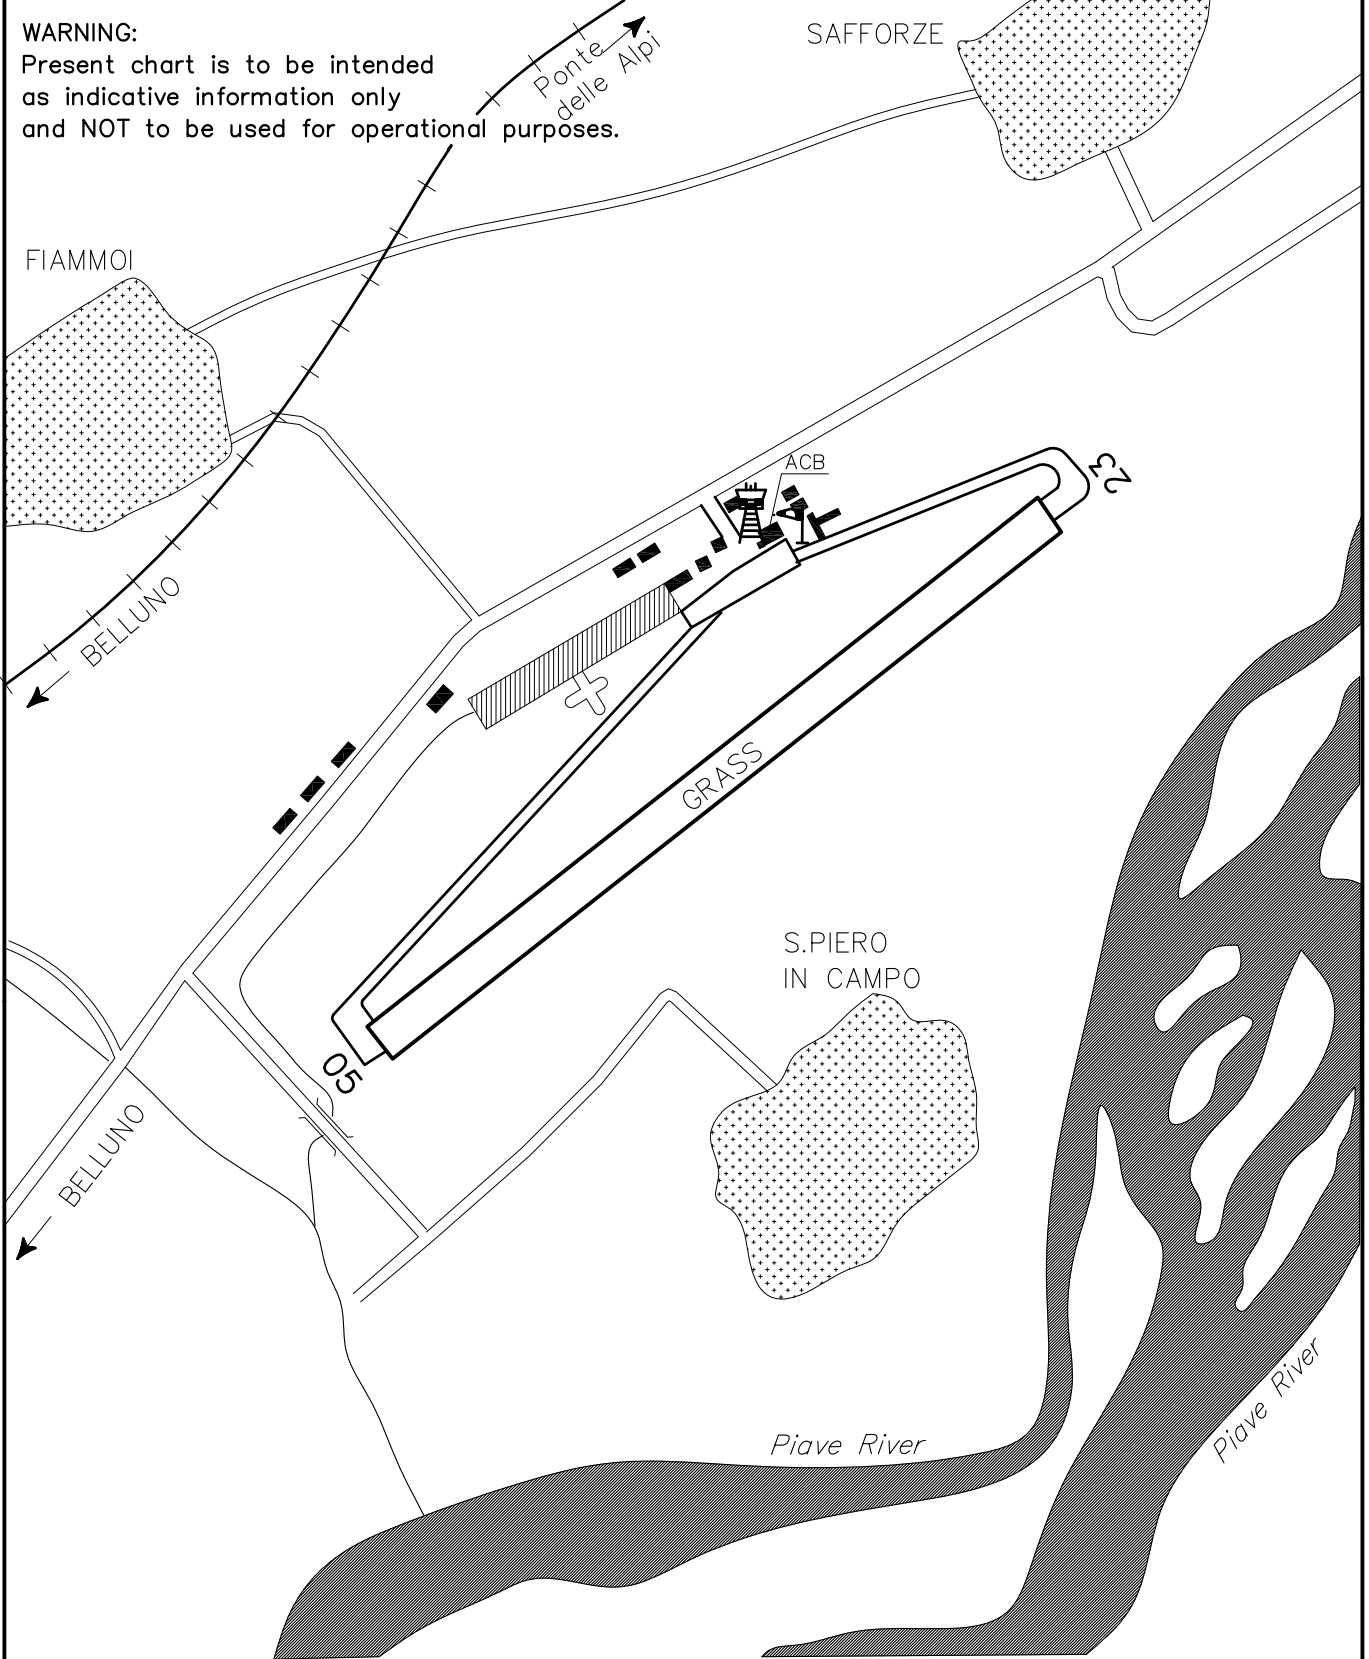 WARNING:
Present chart is to be intended
as indicative information only
and NOT to be used for operational purposes.
Ponte
delle Alpi
SAFFORZE
FIAMMOI
ACB
23
BELLUNO
GRASS
S.PIERO
IN CAMPO
05
BELLUNO
Piave River
Piave River